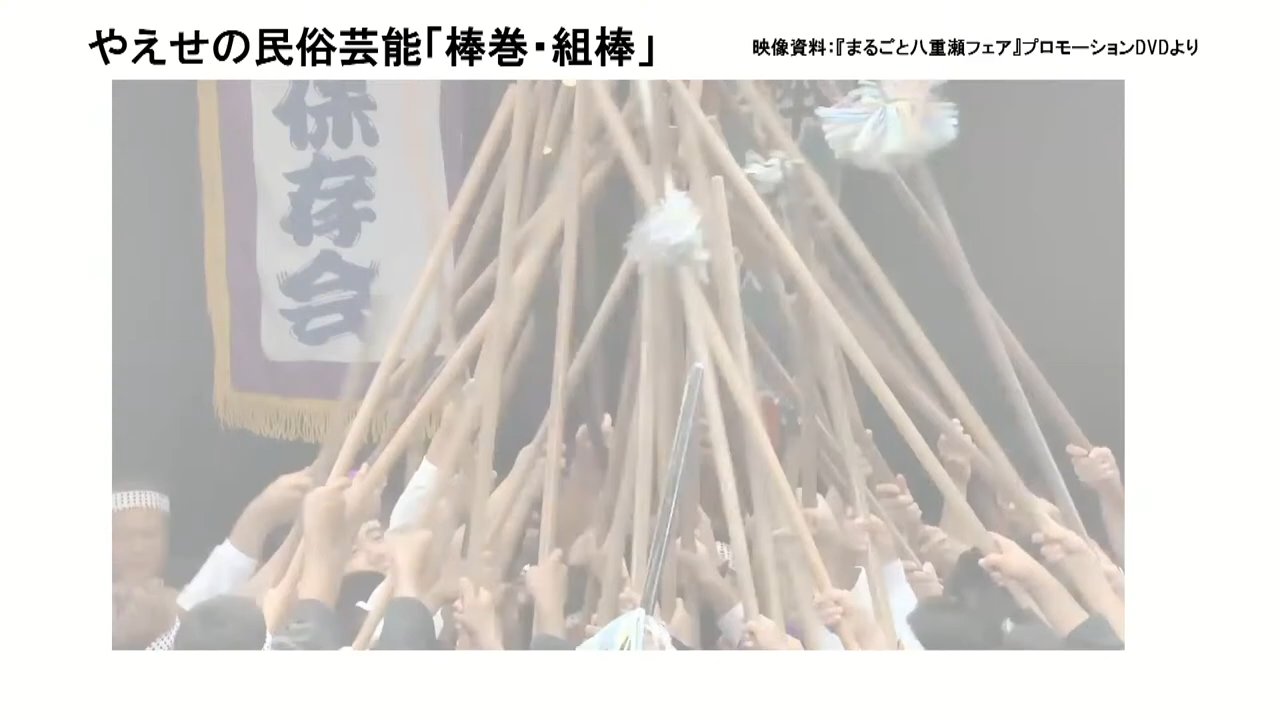 やえせの民俗芸能「棒巻・組棒」
映像資料：『まるごと八重瀬フェア』プロモーションDVDより
保存会